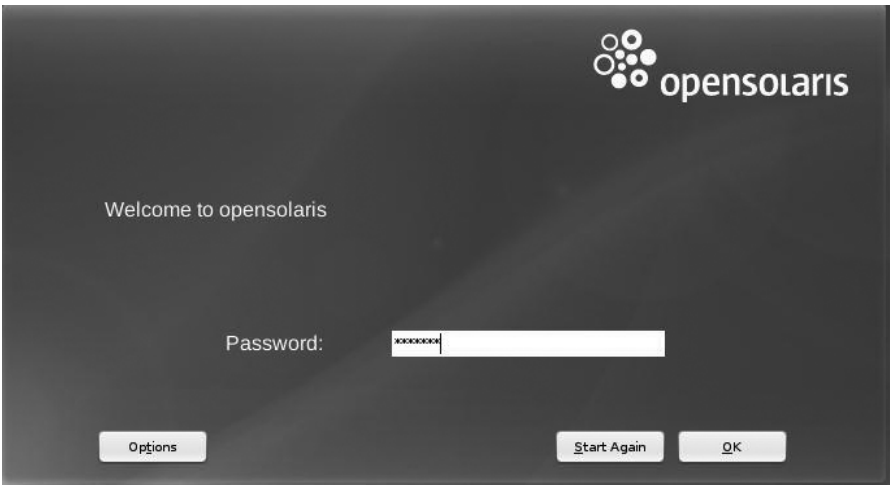 opensolaris
Welcome to opensolaris
Password: ********
Options
Start Again
OK